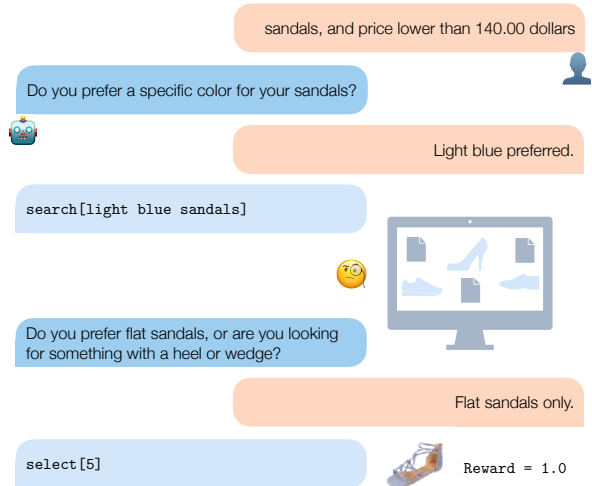 sandals, and price lower than 140.00 dollars
Do you prefer a specific color for your sandals?
Light blue preferred.
search[light blue sandals]
Do you prefer flat sandals, or are you looking
for something with a heel or wedge?
Flat sandals only.
select[5]
Reward = 1.0